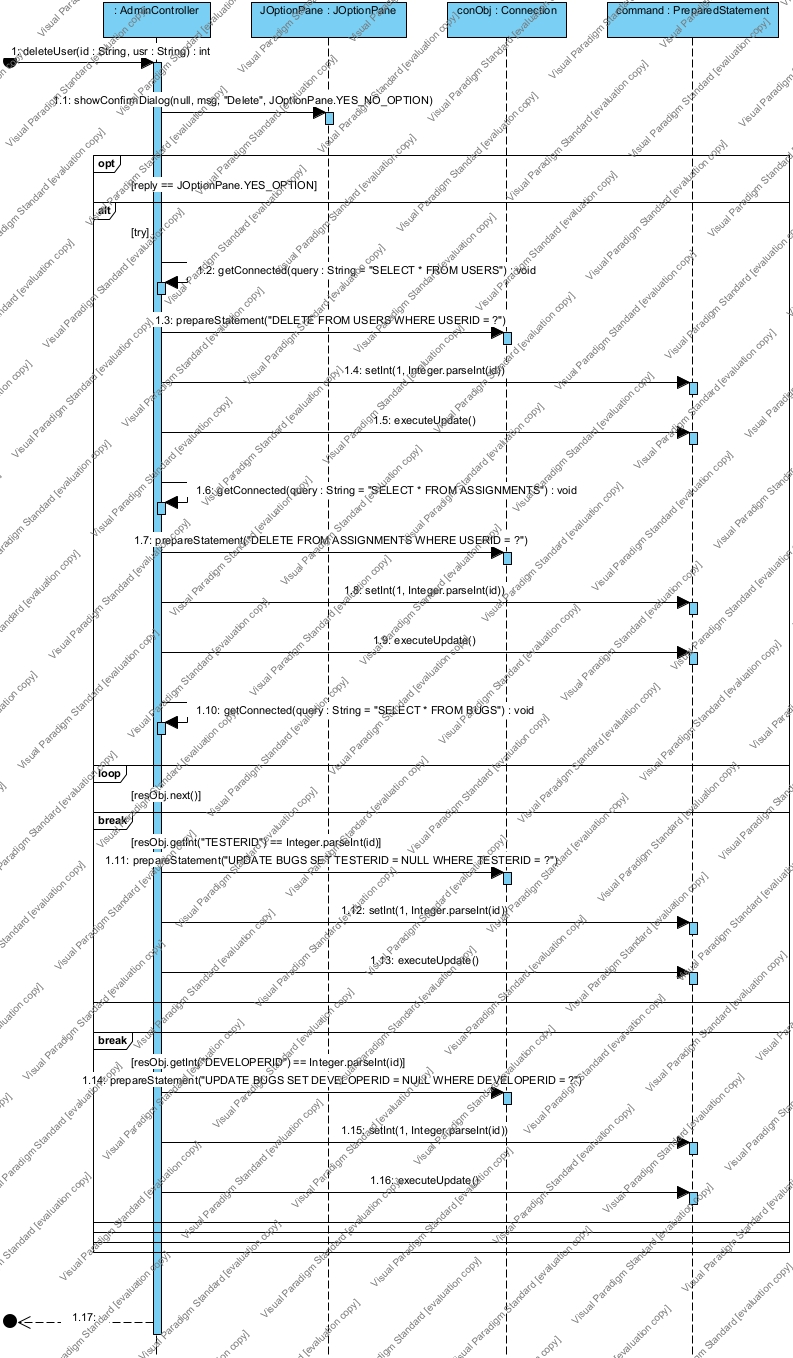 : AdminController
JOptionPane : JOptionPane
conObj : Connection
command : PreparedStatement
1: deleteUser(id : String, usr : String) : int
1.1: showConfirmDialog(null, msg, "Delete", JOptionPane.YES_NO_OPTION)
opt
[reply == JOptionPane.YES_OPTION]
alt
[try]
1.2: getConnected(query : String = "SELECT * FROM USERS") : void
1.3: prepareStatement("DELETE FROM USERS WHERE USERID = ?")
1.4: setInt(1, Integer.parseInt(id))
1.5: executeUpdate()
1.6: getConnected(query : String = "SELECT * FROM ASSIGNMENTS") : void
1.7: prepareStatement("DELETE FROM ASSIGNMENTS WHERE USERID = ?")
1.8: setInt(1, Integer.parseInt(id))
1.9: executeUpdate()
1.10: getConnected(query : String = "SELECT * FROM BUGS") : void
loop
[resObj.next()]
break
[resObj.getInt("TESTERID") == Integer.parseInt(id)]
1.11: prepareStatement("UPDATE BUGS SET TESTERID = NULL WHERE TESTERID = ?")
1.12: setInt(1, Integer.parseInt(id))
1.13: executeUpdate()
break
[resObj.getInt("DEVELOPERID") == Integer.parseInt(id)]
1.14: prepareStatement("UPDATE BUGS SET DEVELOPERID = NULL WHERE DEVELOPERID = ?")
1.15: setInt(1, Integer.parseInt(id))
1.16: executeUpdate()
1.17:
Visual Paradigm Standard [evaluation copy]